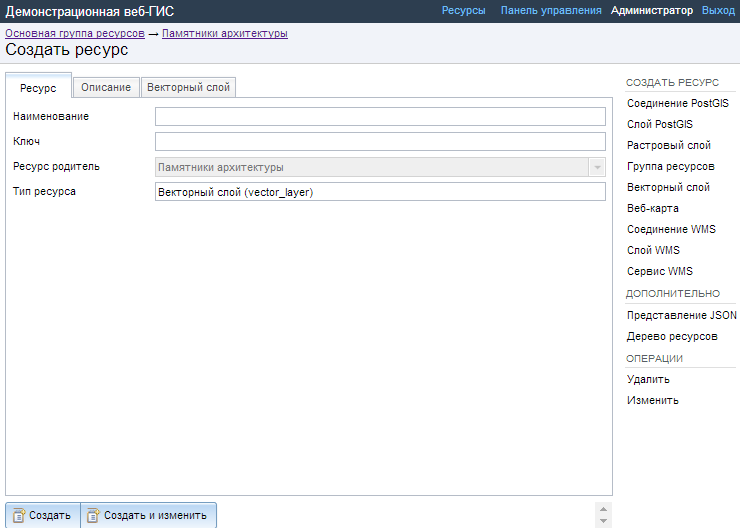 Демонстрационная веб-ГИС
Ресурсы Панель управления Администратор Выход
Основная группа ресурсов → Памятники архитектуры
Создать ресурс
Ресурс Описание Векторный слой
Наименование
Ключ
Ресурс родитель Памятники архитектуры
Тип ресурса Векторный слой (vector_layer)
Создать Создать и изменить
СОЗДАТЬ РЕСУРС
Соединение PostGIS
Слой PostGIS
Растровый слой
Группа ресурсов
Векторный слой
Веб-карта
Соединение WMS
Слой WMS
Сервис WMS
ДОПОЛНИТЕЛЬНО
Представление JSON
Дерево ресурсов
ОПЕРАЦИИ
Удалить
Изменить